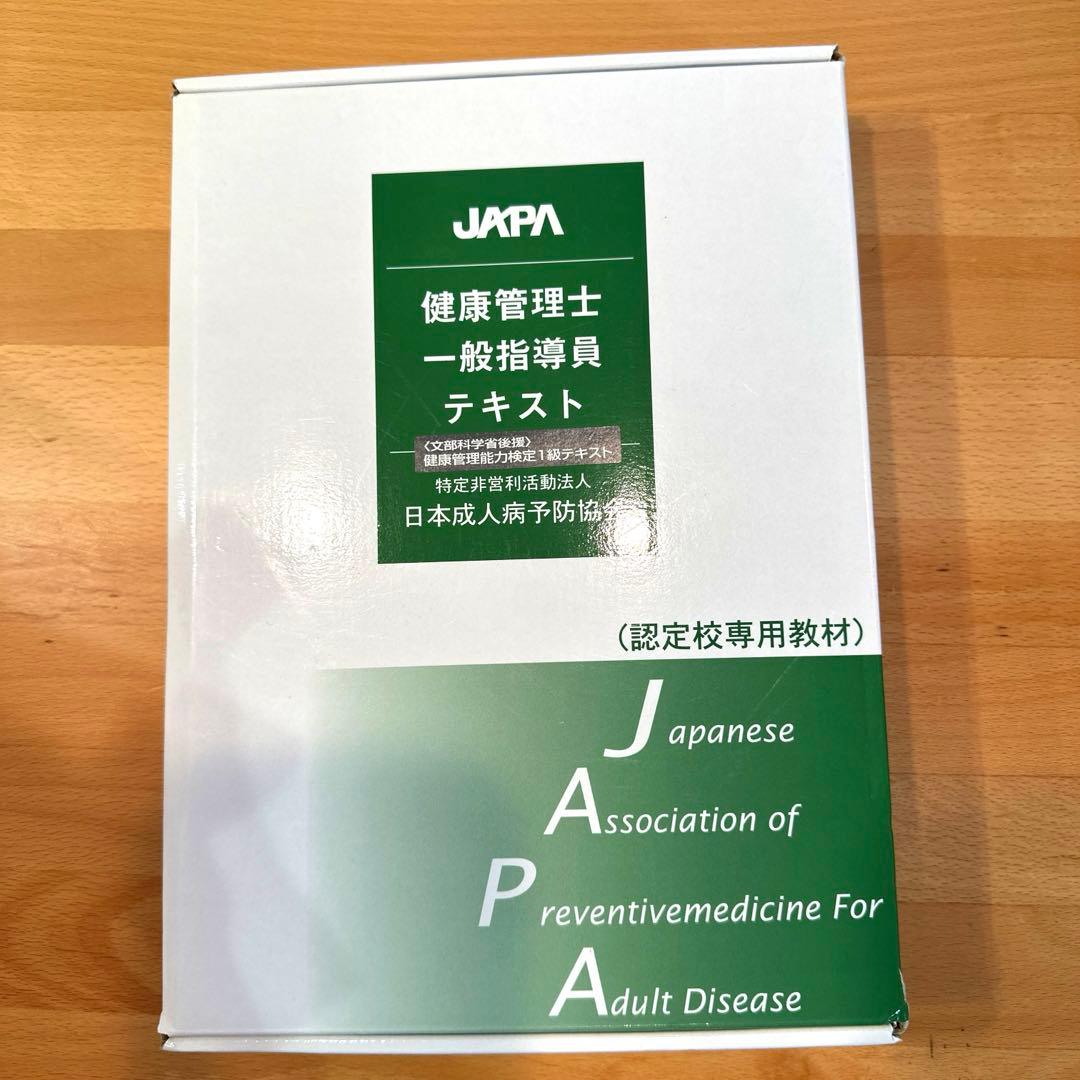 JAPA
健康管理士
一般指導員
テキスト
〈文部科学省後援〉
健康管理能力検定1級テキスト
特定非営利活動法人
日本成人病予防協会
(認定校専用教材)
Japanese
Association of
Preventivemedicine For
Adult Disease